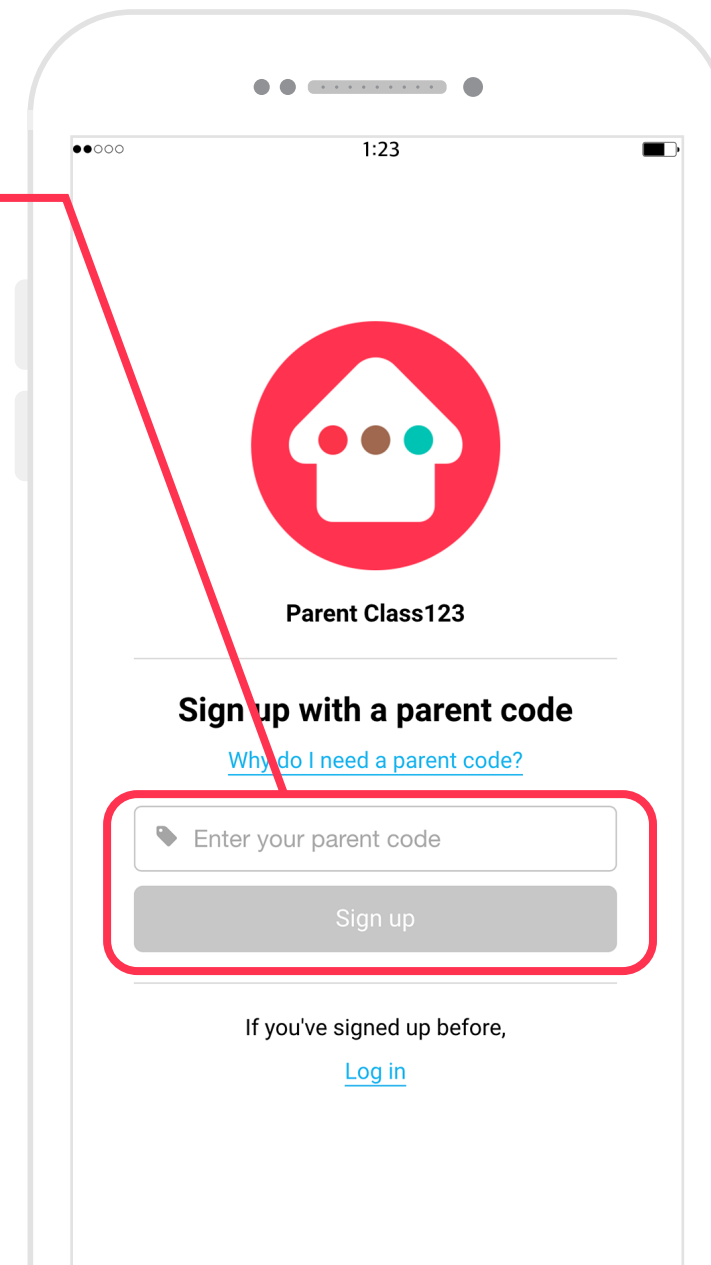 1:23
Parent Class123
Sign up with a parent code
Why do I need a parent code?
Enter your parent code
Sign up
If you've signed up before,
Log in